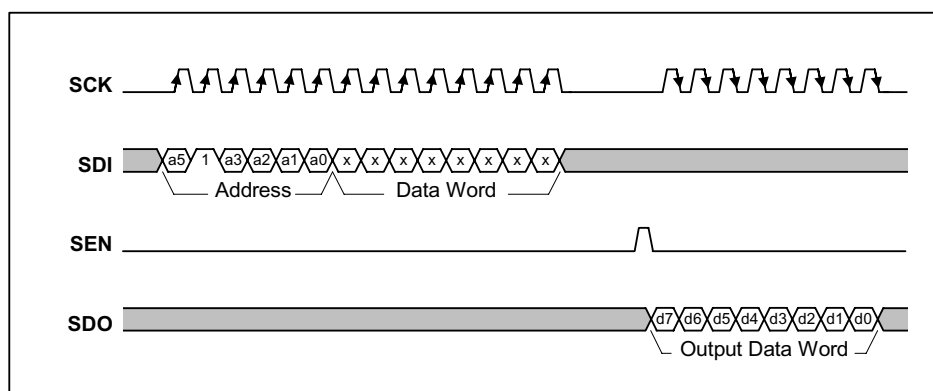 SCK
SDI a5 1 a3 a2 a1 a0 x x x x x x x x
Address Data Word
SEN
SDO d7 d6 d5 d4 d3 d2 d1 d0
Output Data Word